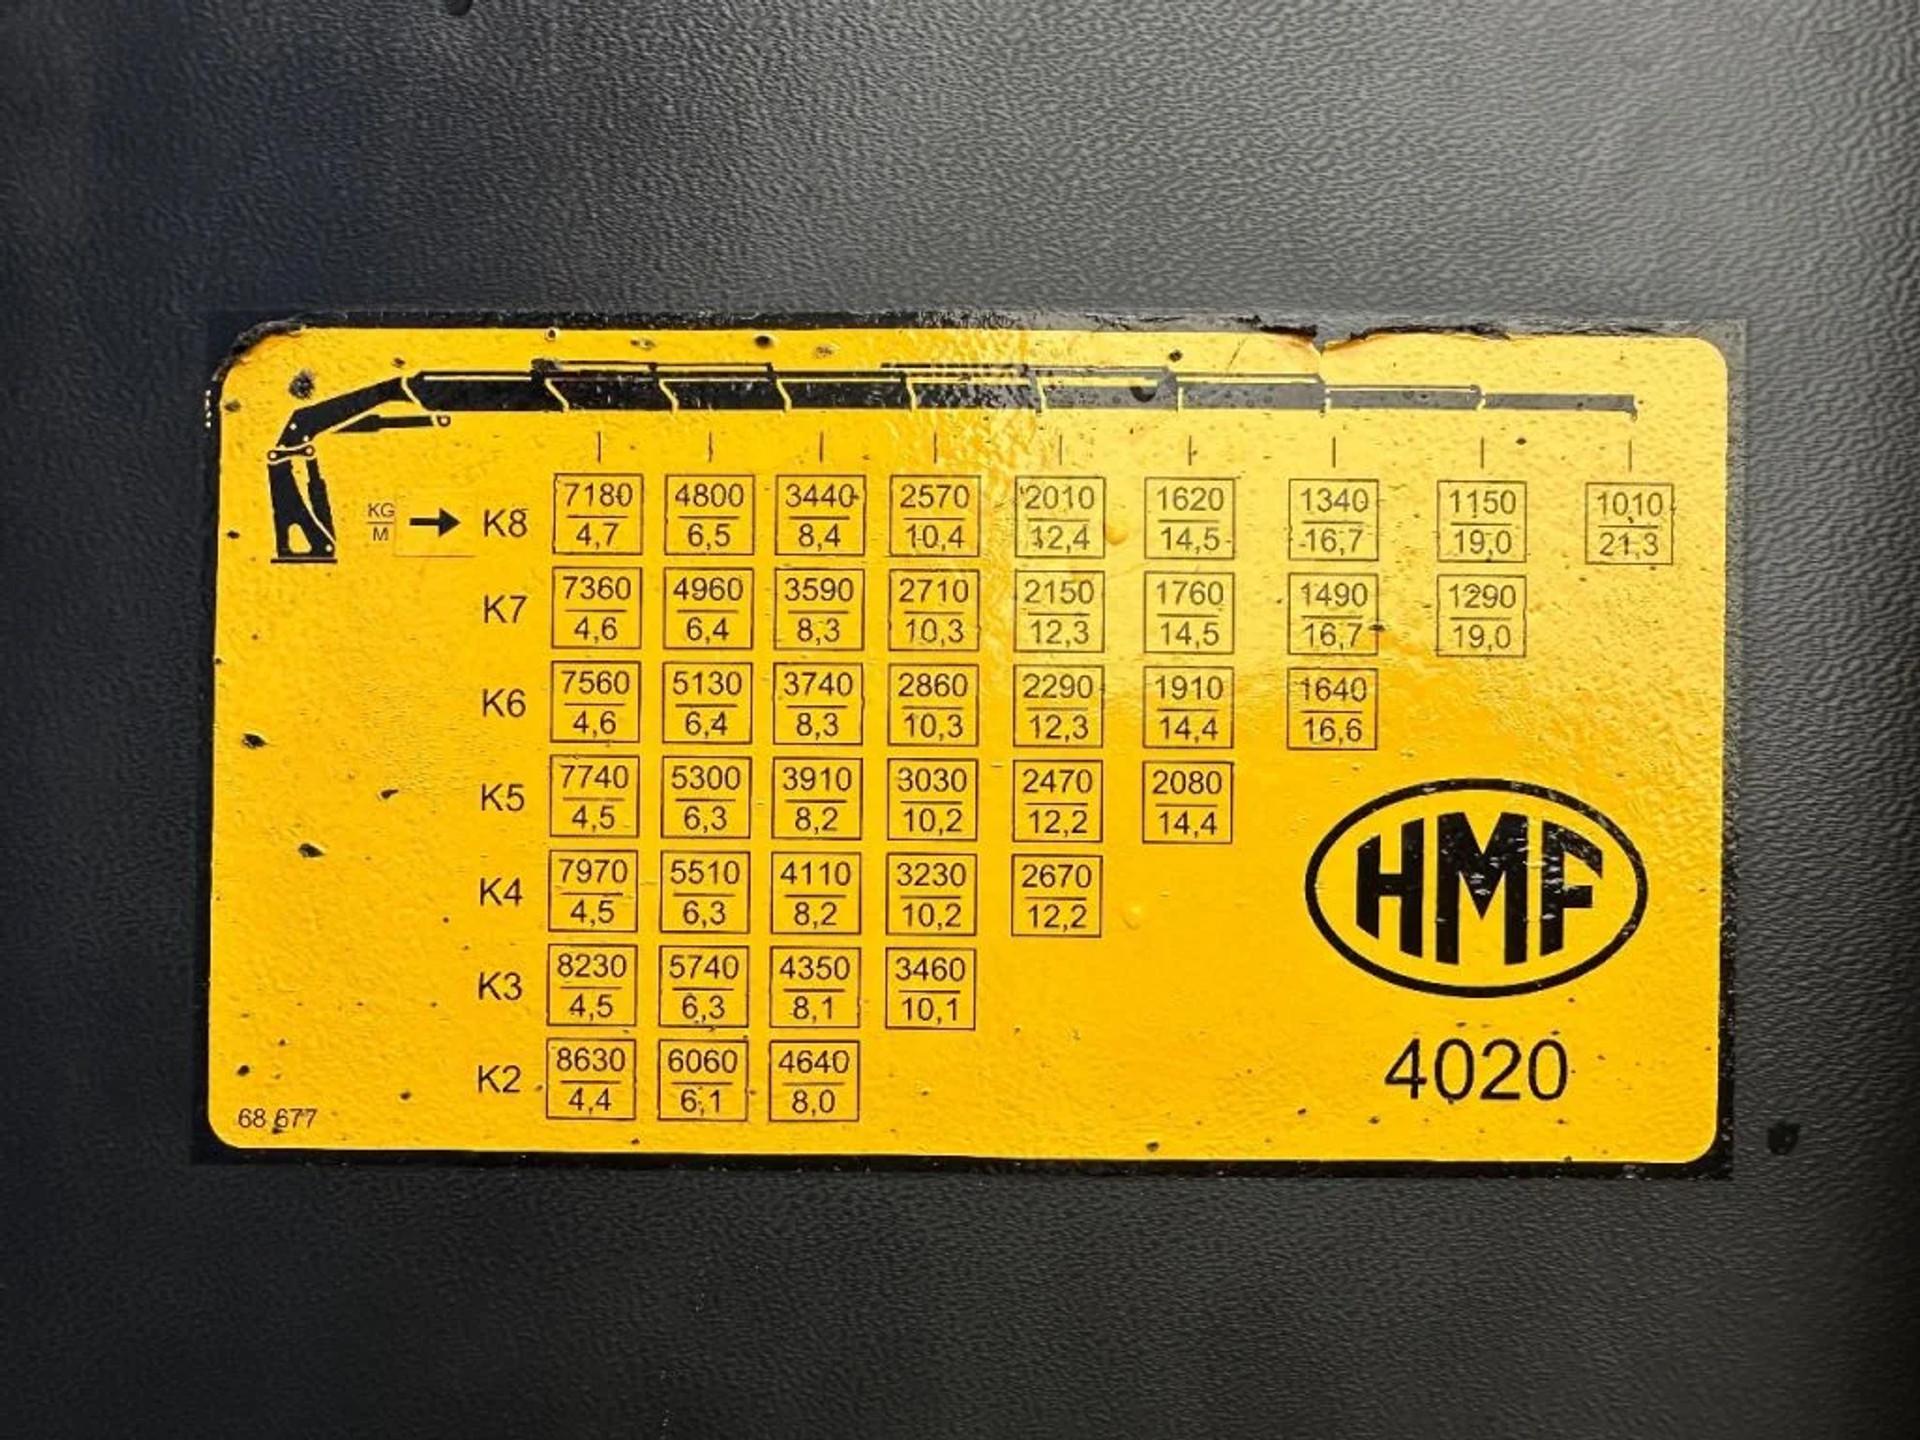 KG
M
K8 7180 4800 3440 2570 2010 1620 1340 1150 1010
4,7 6,5 8,4 10,4 12,4 14,5 16,7 19,0 21,3
K7 7360 4960 3590 2710 2150 1760 1490 1290
4,6 6,4 8,3 10,3 12,3 14,5 16,7 19,0
K6 7560 5130 3740 2860 2290 1910 1640
4,6 6,4 8,3 10,3 12,3 14,4 16,6
K5 7740 5300 3910 3030 2470 2080
4,5 6,3 8,2 10,2 12,2 14,4
K4 7970 5510 4110 3230 2670
4,5 6,3 8,2 10,2 12,2
K3 8230 5740 4350 3460
4,5 6,3 8,1 10,1
K2 8630 6060 4640
4,4 6,1 8,0
HMF
4020
68 677